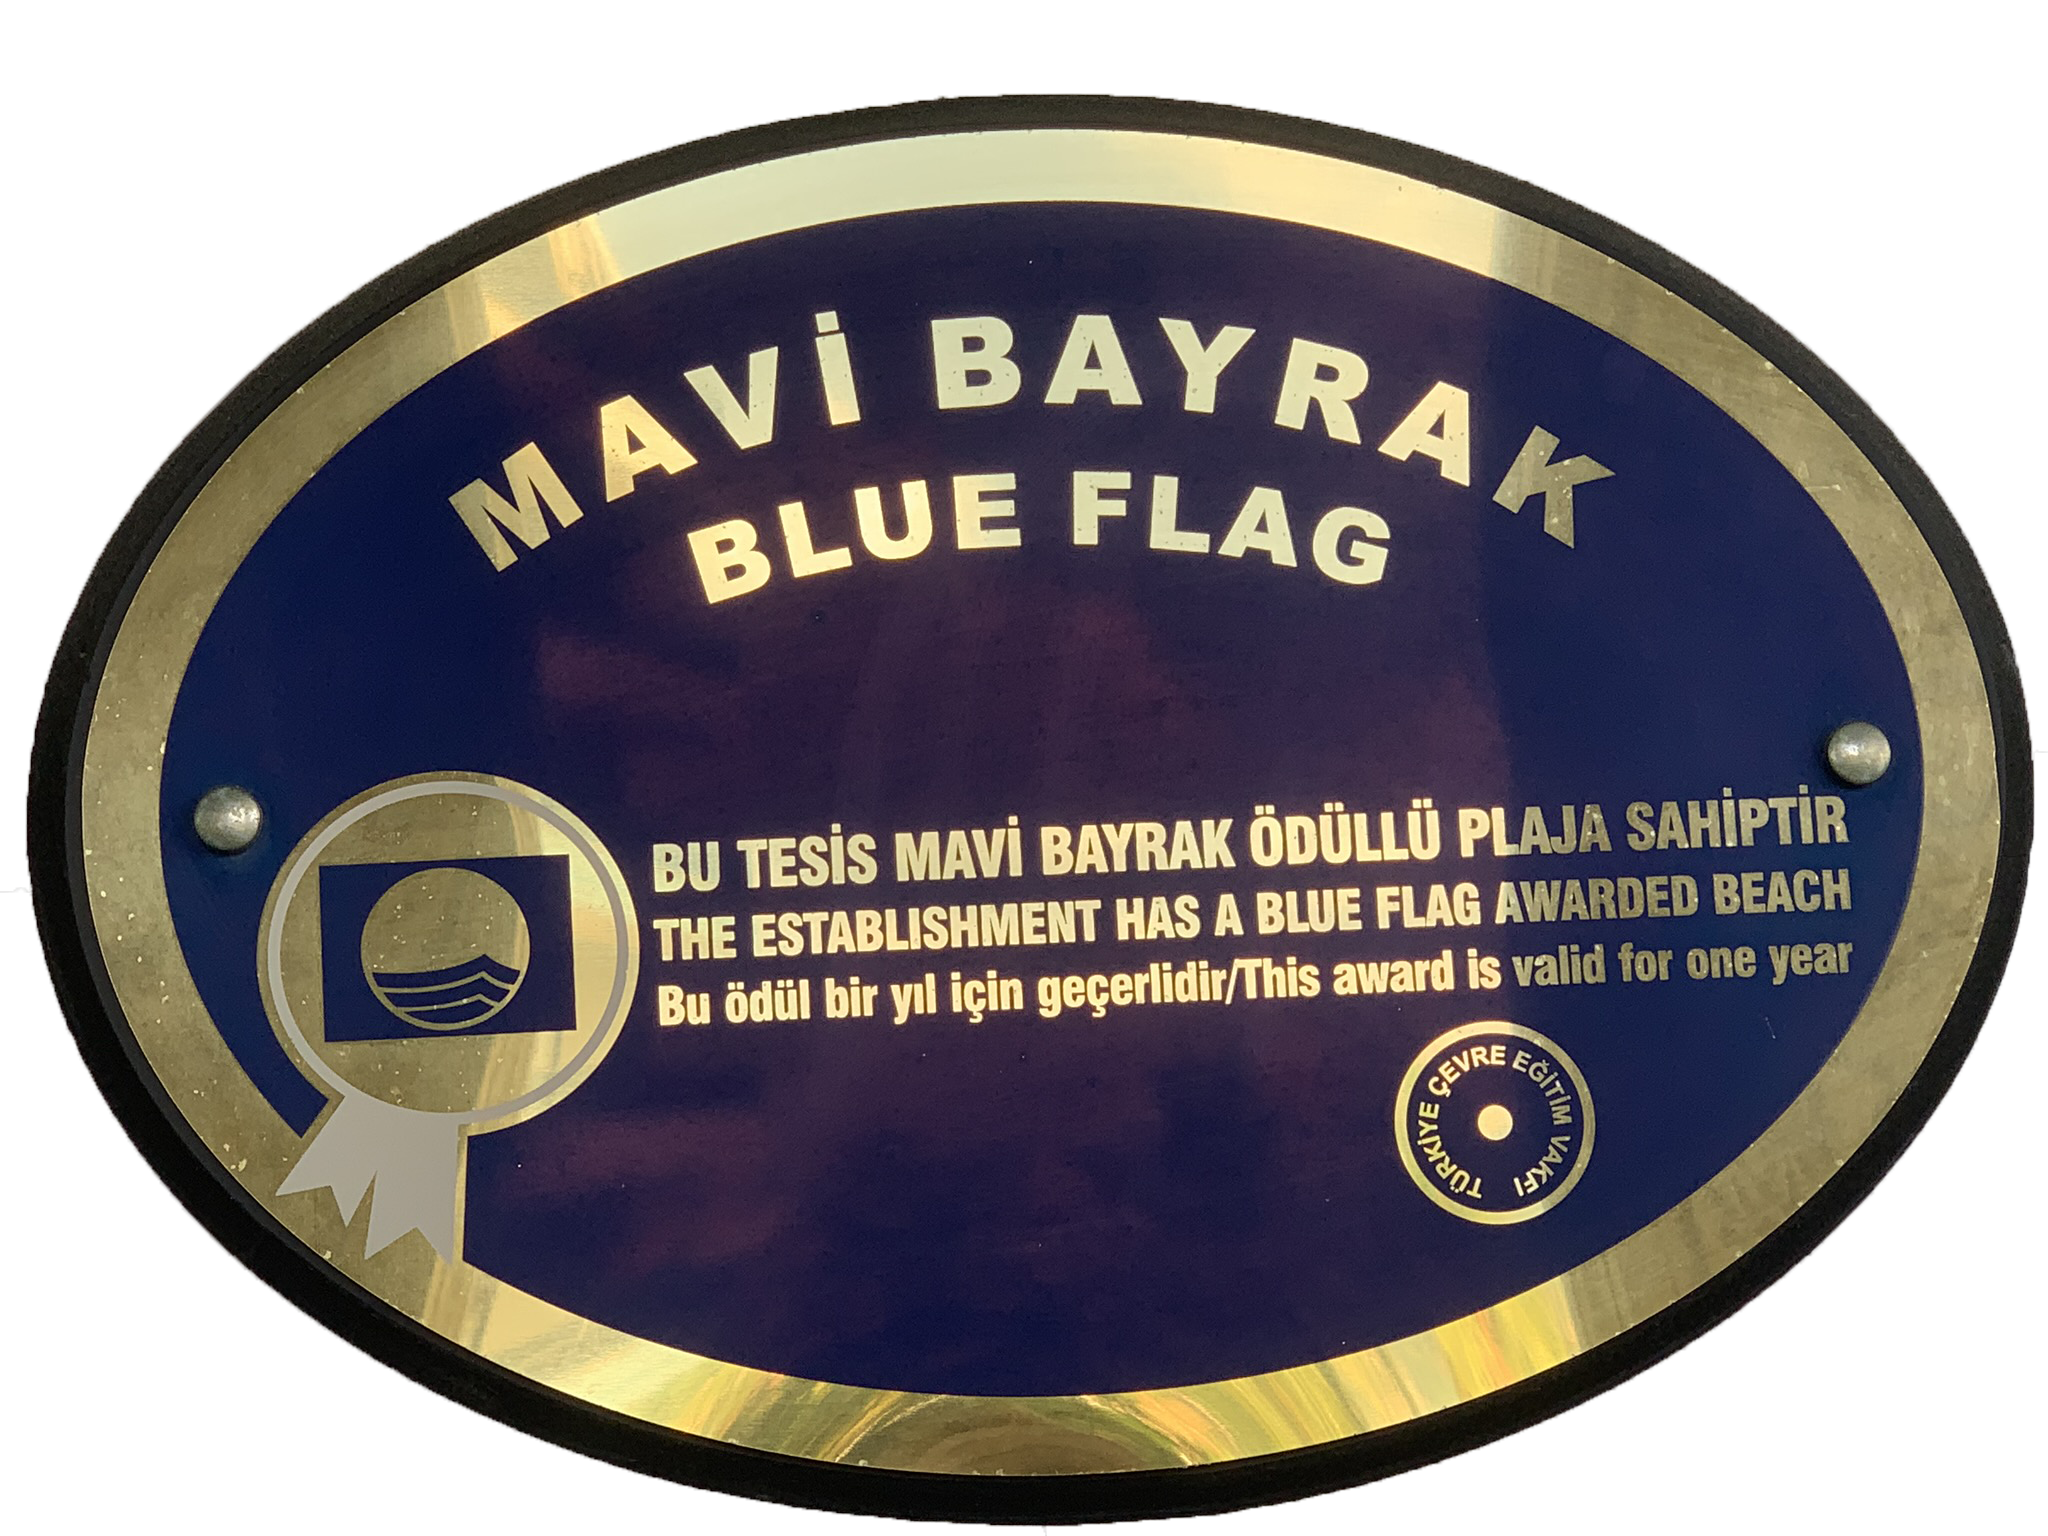 MAVİ BAYRAK
BLUE FLAG
BU TESİS MAVİ BAYRAK ÖDÜLLÜ PLAJA SAHİPTİR
THE ESTABLISHMENT HAS A BLUE FLAG AWARDED BEACH
Bu ödül bir yıl için geçerlidir/This award is valid for one year
TÜRKİYE ÇEVRE EĞİTİM VAKFI